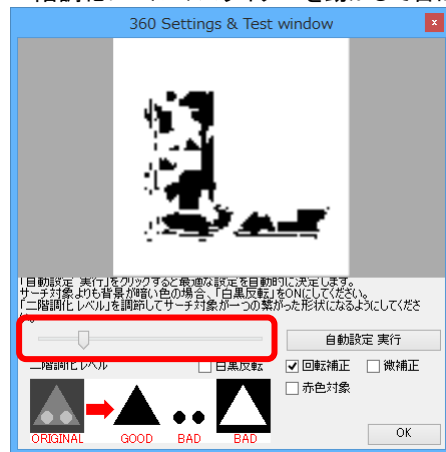 360 Settings & Test window
「自動設定 実行」をクリックすると最適な設定を自動的に決定します。
サーチ対象よりも背景が暗い色の場合、「白黒反転」をONにしてください。
「二階調化レベル」を調節してサーチ対象が一つの繋がった形状になるようにしてくださ
い。
自動設定 実行
二階調化レベル
白黒反転
回転補正
微補正
赤色対象
ORIGINAL
GOOD
BAD
BAD
OK